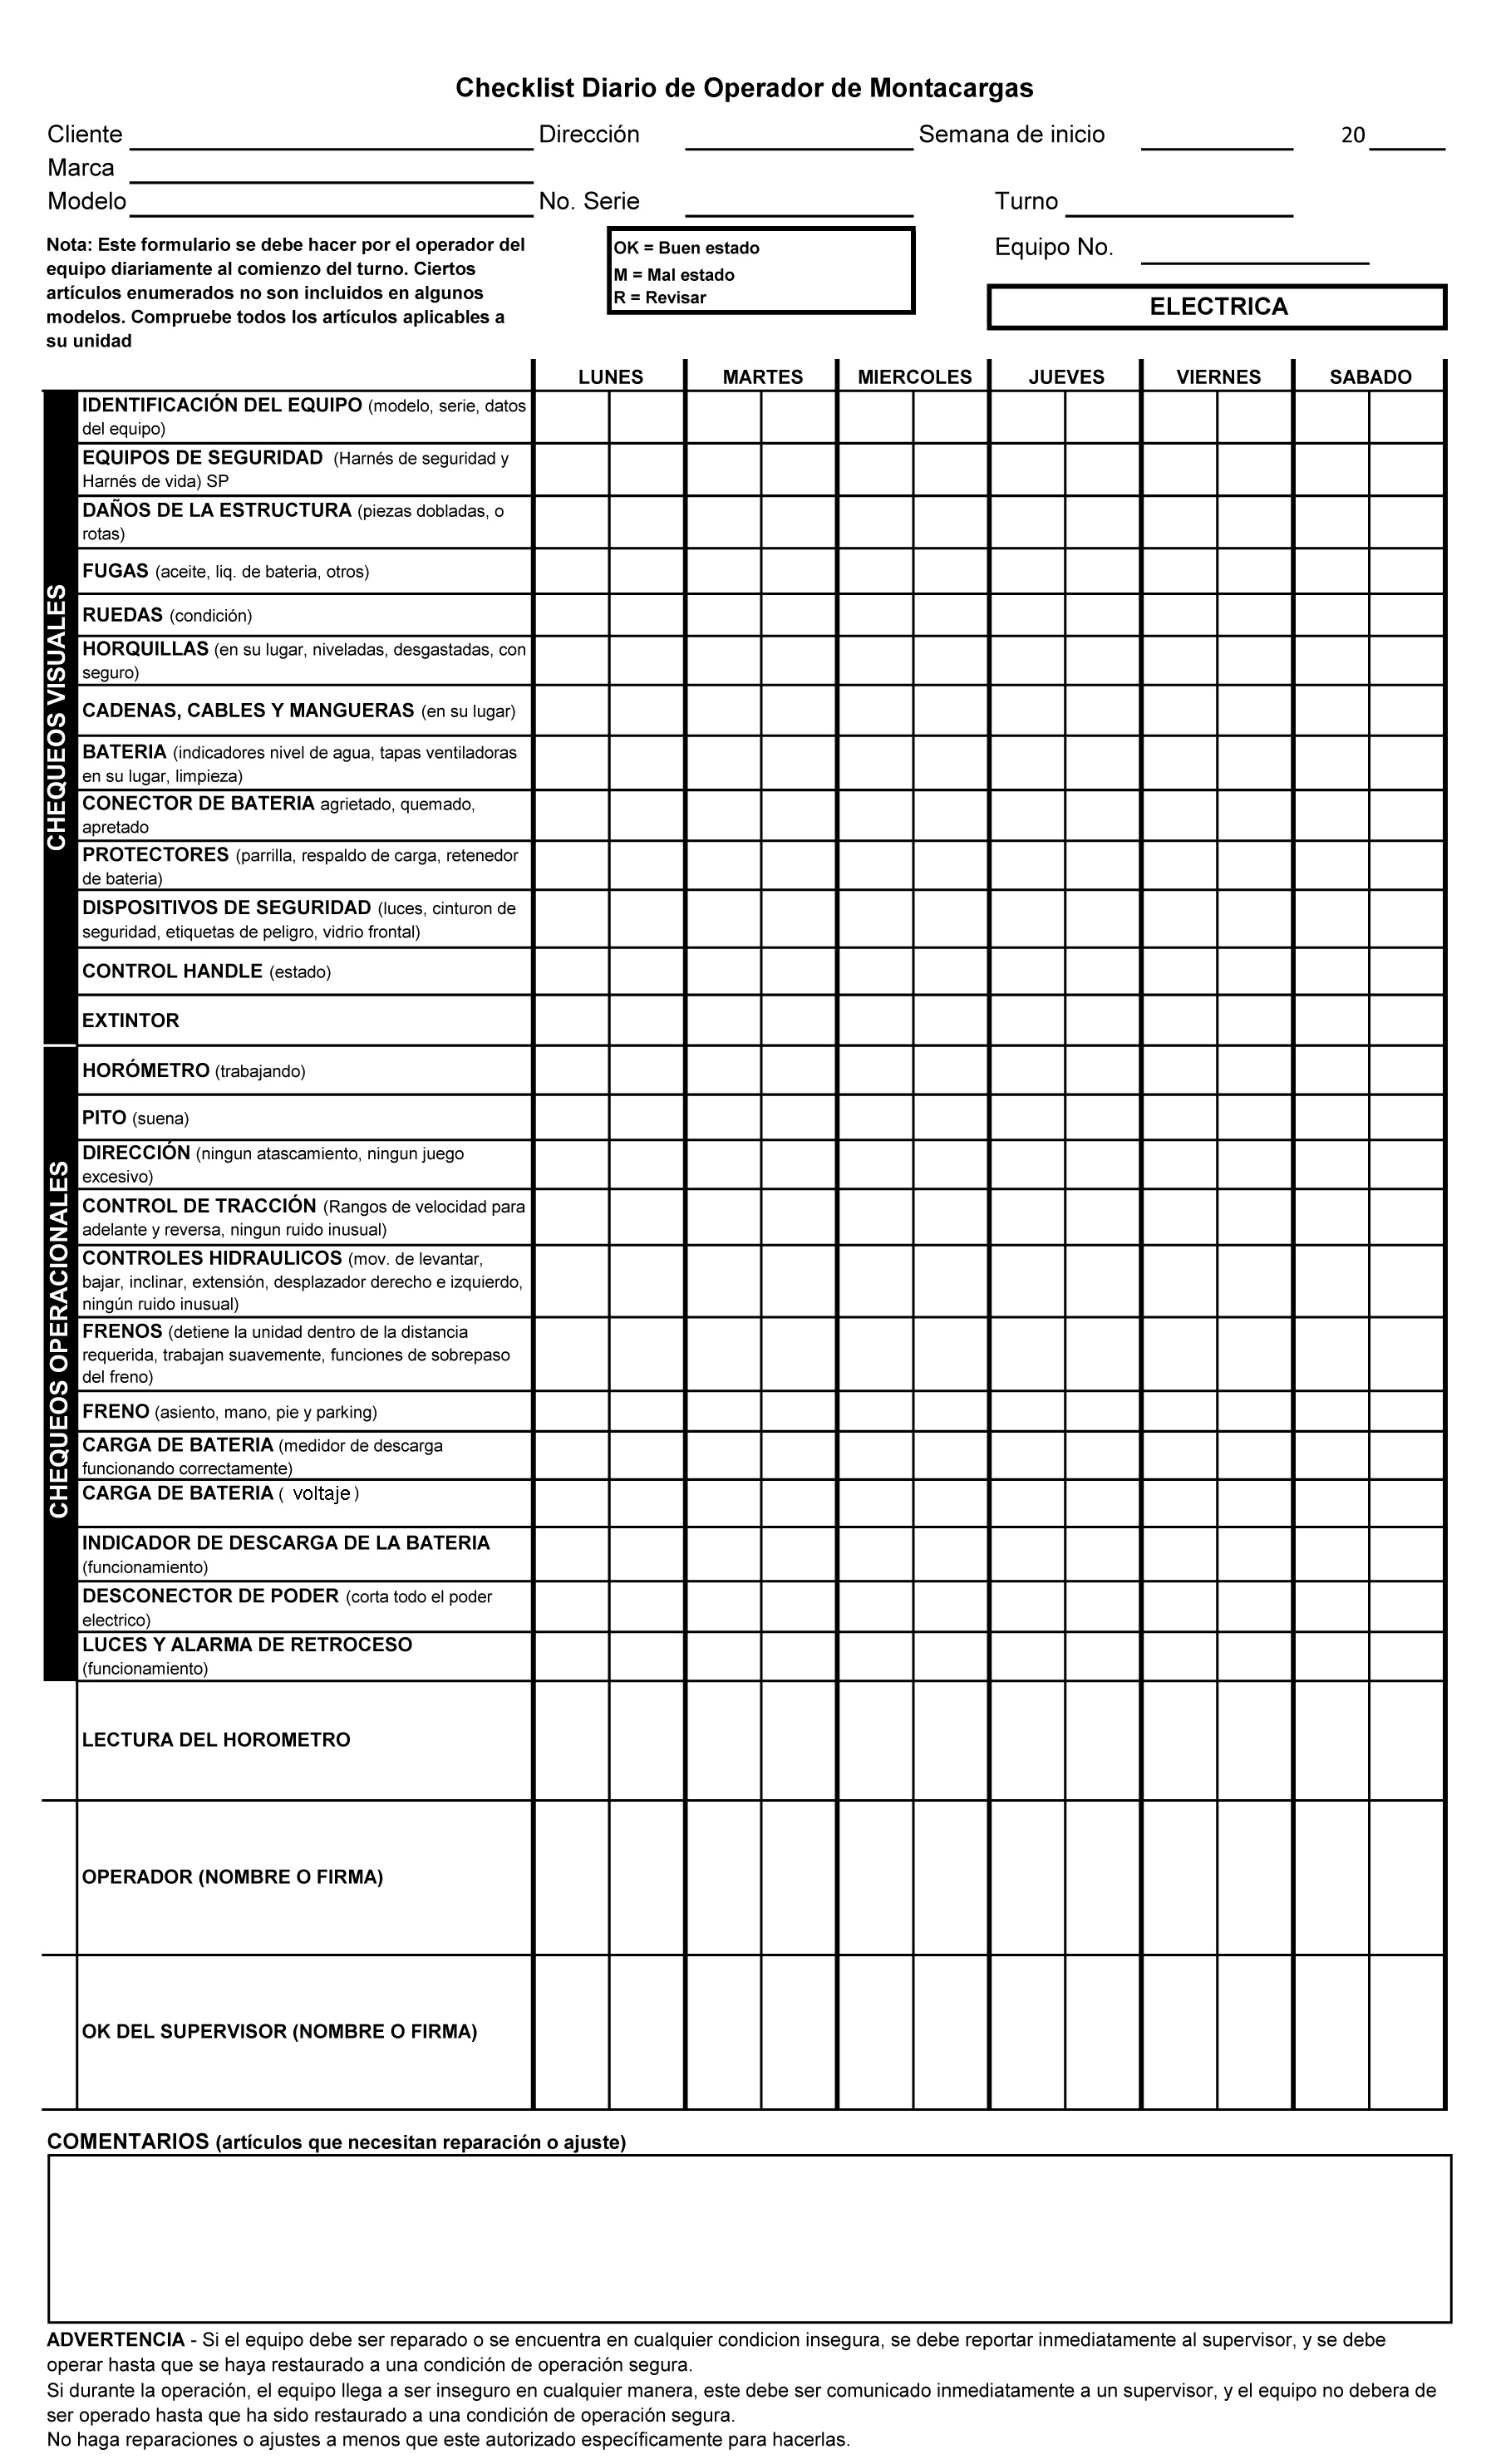 Checklist Diario de Operador de Montacargas
Cliente Dirección Semana de inicio 20
Marca
Modelo No. Serie Turno
Nota: Este formulario se debe hacer por el operador del
equipo diariamente al comienzo del turno. Ciertos
artículos enumerados no son incluidos en algunos
modelos. Compruebe todos los artículos aplicables a
su unidad
OK = Buen estado
M = Mal estado
R = Revisar
Equipo No.
ELECTRICA
LUNES MARTES MIERCOLES JUEVES VIERNES SABADO
CHEQUEOS VISUALES
IDENTIFICACIÓN DEL EQUIPO (modelo, serie, datos
del equipo)
EQUIPOS DE SEGURIDAD (Harnés de seguridad y
Harnés de vida) SP
DAÑOS DE LA ESTRUCTURA (piezas dobladas, o
rotas)
FUGAS (aceite, liq. de bateria, otros)
RUEDAS (condición)
HORQUILLAS (en su lugar, niveladas, desgastadas, con
seguro)
CADENAS, CABLES Y MANGUERAS (en su lugar)
BATERIA (indicadores nivel de agua, tapas ventiladoras
en su lugar, limpieza)
CONECTOR DE BATERIA agrietado, quemado,
apretado
PROTECTORES (parrilla, respaldo de carga, retenedor
de bateria)
DISPOSITIVOS DE SEGURIDAD (luces, cinturon de
seguridad, etiquetas de peligro, vidrio frontal)
CONTROL HANDLE (estado)
EXTINTOR
CHEQUEOS OPERACIONALES
HORÓMETRO (trabajando)
PITO (suena)
DIRECCIÓN (ningun atascamiento, ningun juego
excesivo)
CONTROL DE TRACCIÓN (Rangos de velocidad para
adelante y reversa, ningun ruido inusual)
CONTROLES HIDRAULICOS (mov. de levantar,
bajar, inclinar, extensión, desplazador derecho e izquierdo,
ningún ruido inusual)
FRENOS (detiene la unidad dentro de la distancia
requerida, trabajan suavemente, funciones de sobrepaso
del freno)
FRENO (asiento, mano, pie y parking)
CARGA DE BATERIA (medidor de descarga
funcionando correctamente)
CARGA DE BATERIA ( voltaje )
INDICADOR DE DESCARGA DE LA BATERIA
(funcionamiento)
DESCONECTOR DE PODER (corta todo el poder
electrico)
LUCES Y ALARMA DE RETROCESO
(funcionamiento)
LECTURA DEL HOROMETRO
OPERADOR (NOMBRE O FIRMA)
OK DEL SUPERVISOR (NOMBRE O FIRMA)
COMENTARIOS (artículos que necesitan reparación o ajuste)
ADVERTENCIA - Si el equipo debe ser reparado o se encuentra en cualquier condicion insegura, se debe reportar inmediatamente al supervisor, y se debe
operar hasta que se haya restaurado a una condición de operación segura.
Si durante la operación, el equipo llega a ser inseguro en cualquier manera, este debe ser comunicado inmediatamente a un supervisor, y el equipo no debera de
ser operado hasta que ha sido restaurado a una condición de operación segura.
No haga reparaciones o ajustes a menos que este autorizado específicamente para hacerlas.